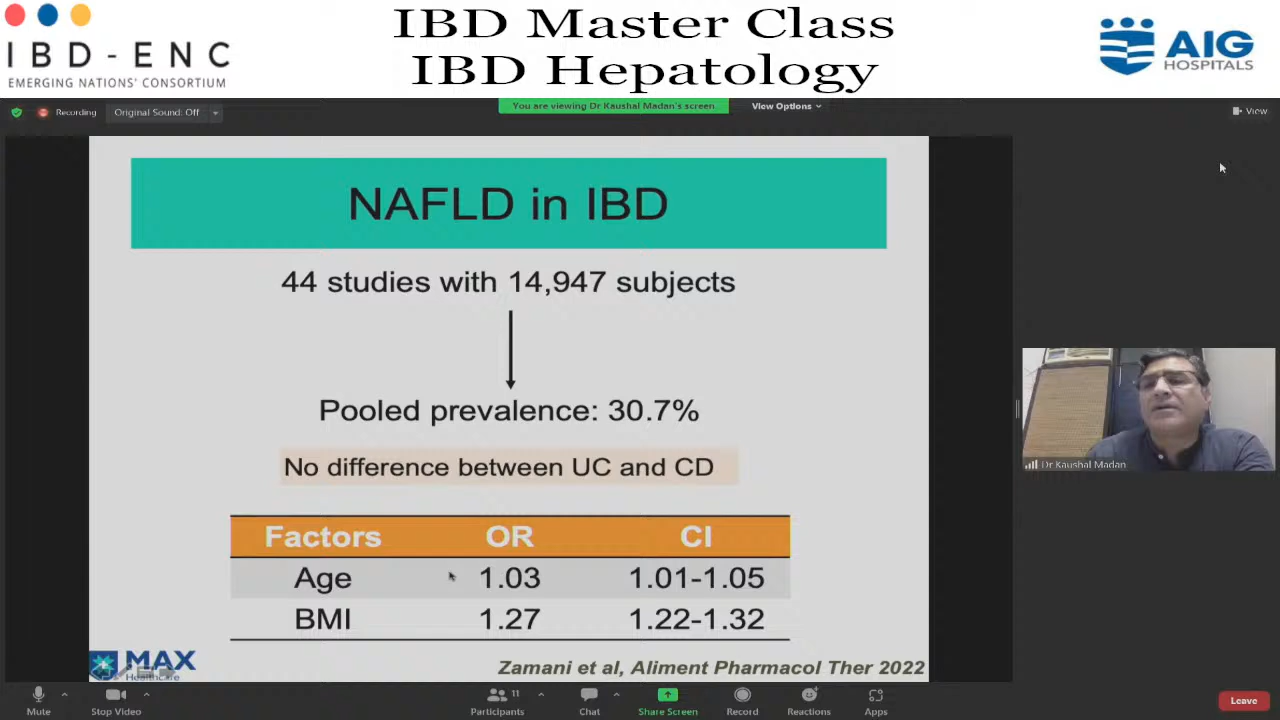 IBD Master Class
IBD Hepatology
IBD-ENC
EMERGING NATIONS' CONSORTIUM
AIG
HOSPITALS
Recording
Original Sound: Off
You are viewing Dr Kaushal Madan's screen
View Options
View
NAFLD in IBD
44 studies with 14,947 subjects
Pooled prevalence: 30.7%
No difference between UC and CD
Factors OR CI
Age 1.03 1.01-1.05
BMI 1.27 1.22-1.32
MAX
Healthcare
Zamani et al, Aliment Pharmacol Ther 2022
Dr Kaushal Madan
Mute
Stop Video
Participants 11
Chat
Share Screen
Record
Reactions
Apps
Leave